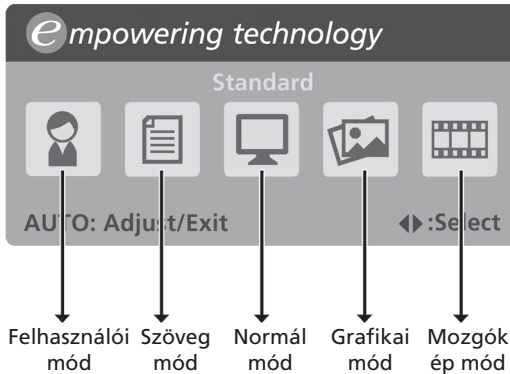 empowering technology
Standard
AUTO: Adjust/Exit
:Select
Felhasználói mód
Szöveg mód
Normál mód
Grafikai mód
Mozgók ép mód